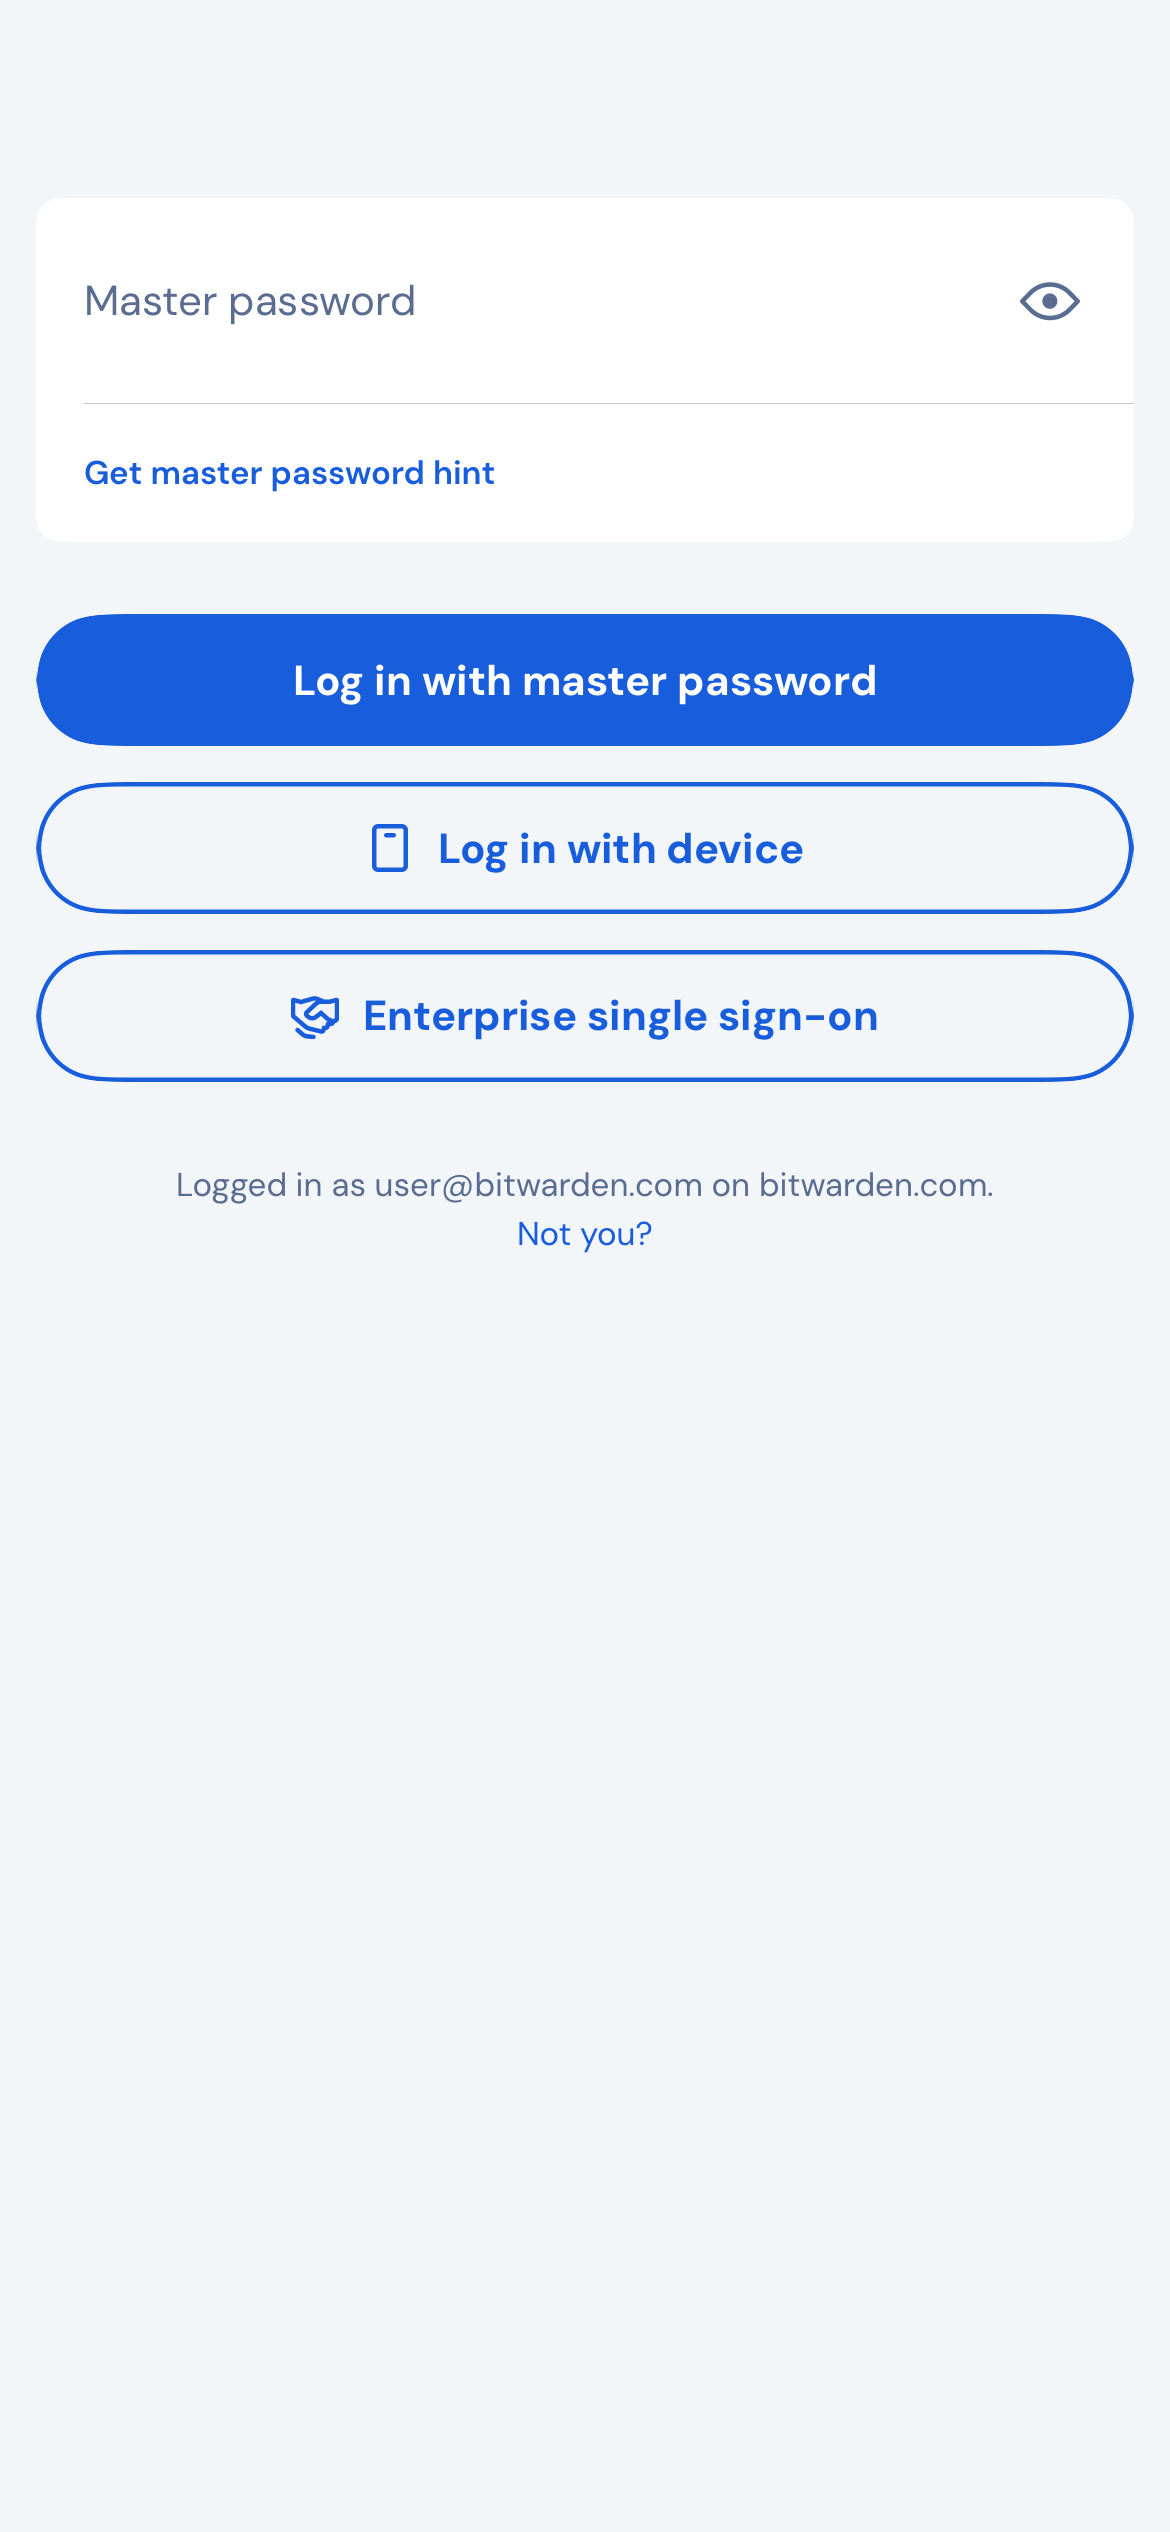 Master password
Get master password hint
Log in with master password
Log in with device
Enterprise single sign-on
Logged in as user@bitwarden.com on bitwarden.com.
Not you?